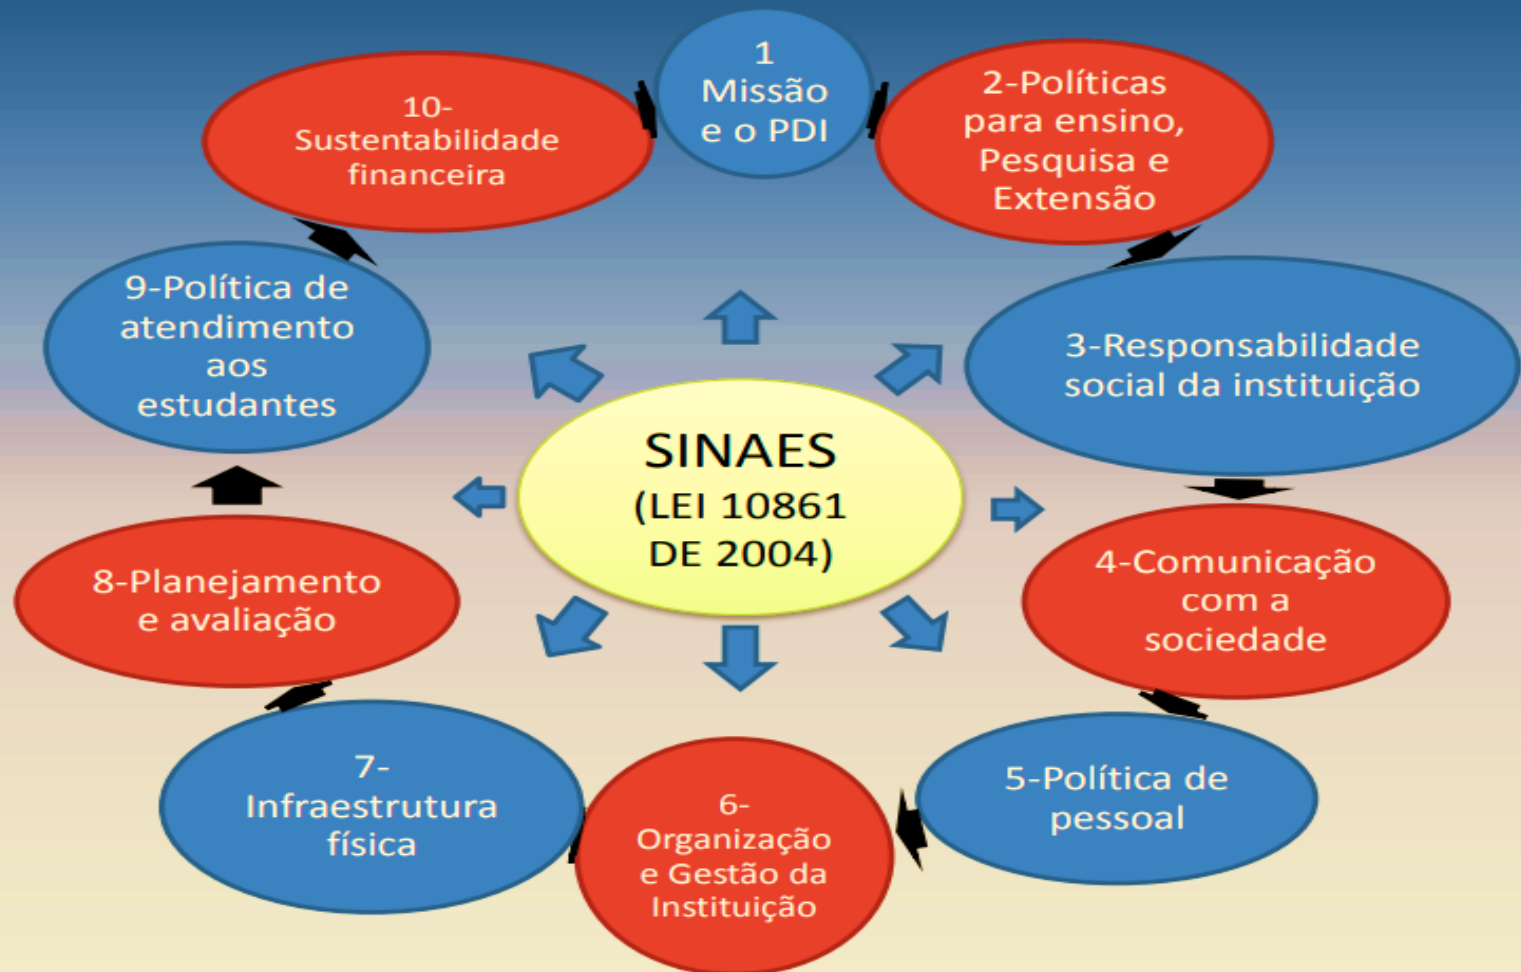 1
Missão
e o PDI
2-Políticas
para ensino,
Pesquisa e
Extensão
3-Responsabilidade
social da instituição
4-Comunicação
com a
sociedade
5-Política de
pessoal
6-
Organização
e Gestão da
Instituição
7-
Infraestrutura
física
8-Planejamento
e avaliação
9-Política de
atendimento
aos
estudantes
10-
Sustentabilidade
financeira
SINAES
(LEI 10861
DE 2004)